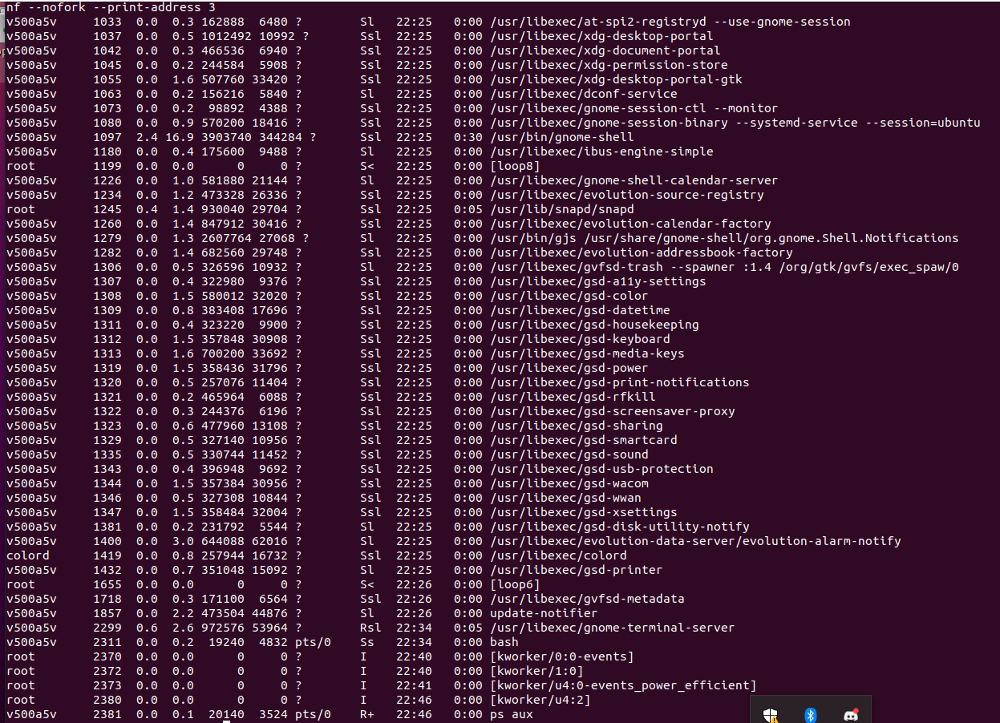 nf --nofork --print-address 3
v500a5v     1033  0.0  0.3 162888  6480 ?        Sl   22:25   0:00 /usr/libexec/at-spi2-registryd --use-gnome-session
v500a5v     1037  0.0  0.5 1012492 10992 ?       Ssl  22:25   0:00 /usr/libexec/xdg-desktop-portal
v500a5v     1042  0.0  0.3 466536  6940 ?        Ssl  22:25   0:00 /usr/libexec/xdg-document-portal
v500a5v     1045  0.0  0.2 244584  5908 ?        Ssl  22:25   0:00 /usr/libexec/xdg-permission-store
v500a5v     1055  0.0  1.6 507760 33420 ?        Ssl  22:25   0:00 /usr/libexec/xdg-desktop-portal-gtk
v500a5v     1063  0.0  0.2 156216  5840 ?        Sl   22:25   0:00 /usr/libexec/dconf-service
v500a5v     1073  0.0  0.2  98892  4388 ?        Ssl  22:25   0:00 /usr/libexec/gnome-session-ctl --monitor
v500a5v     1080  0.0  0.9 570200 18416 ?        Ssl  22:25   0:00 /usr/libexec/gnome-session-binary --systemd-service --session=ubuntu
v500a5v     1097  2.4 16.9 3903740 344284 ?      Ssl  22:25   0:30 /usr/bin/gnome-shell
v500a5v     1180  0.0  0.4 175600  9488 ?        Sl   22:25   0:00 /usr/libexec/ibus-engine-simple
root        1199  0.0  0.0      0     0 ?        S<   22:25   0:00 [loop8]
v500a5v     1226  0.0  1.0 581880 21144 ?        Sl   22:25   0:00 /usr/libexec/gnome-shell-calendar-server
v500a5v     1234  0.0  1.2 473328 26336 ?        Ssl  22:25   0:00 /usr/libexec/evolution-source-registry
root        1245  0.4  1.4 930040 29704 ?        Ssl  22:25   0:05 /usr/lib/snapd/snapd
v500a5v     1260  0.0  1.4 847912 30416 ?        Ssl  22:25   0:00 /usr/libexec/evolution-calendar-factory
v500a5v     1279  0.0  1.3 2607764 27068 ?       Sl   22:25   0:00 /usr/bin/gjs /usr/share/gnome-shell/org.gnome.Shell.Notifications
v500a5v     1282  0.0  1.4 682560 29748 ?        Ssl  22:25   0:00 /usr/libexec/evolution-addressbook-factory
v500a5v     1306  0.0  0.5 326596 10932 ?        Sl   22:25   0:00 /usr/libexec/gvfsd-trash --spawner :1.4 /org/gtk/gvfs/exec_spaw/0
v500a5v     1307  0.0  0.4 322980  9376 ?        Ssl  22:25   0:00 /usr/libexec/gsd-a11y-settings
v500a5v     1308  0.0  1.5 580012 32020 ?        Ssl  22:25   0:00 /usr/libexec/gsd-color
v500a5v     1309  0.0  0.8 383408 17696 ?        Ssl  22:25   0:00 /usr/libexec/gsd-datetime
v500a5v     1311  0.0  0.4 323220  9900 ?        Ssl  22:25   0:00 /usr/libexec/gsd-housekeeping
v500a5v     1312  0.0  1.5 357848 30908 ?        Ssl  22:25   0:00 /usr/libexec/gsd-keyboard
v500a5v     1313  0.0  1.6 700200 33692 ?        Ssl  22:25   0:00 /usr/libexec/gsd-media-keys
v500a5v     1319  0.0  1.5 358436 31796 ?        Ssl  22:25   0:00 /usr/libexec/gsd-power
v500a5v     1320  0.0  0.5 257076 11404 ?        Ssl  22:25   0:00 /usr/libexec/gsd-print-notifications
v500a5v     1321  0.0  0.2 465964  6088 ?        Ssl  22:25   0:00 /usr/libexec/gsd-rfkill
v500a5v     1322  0.0  0.3 244376  6196 ?        Ssl  22:25   0:00 /usr/libexec/gsd-screensaver-proxy
v500a5v     1323  0.0  0.6 477960 13108 ?        Ssl  22:25   0:00 /usr/libexec/gsd-sharing
v500a5v     1329  0.0  0.5 327140 10956 ?        Ssl  22:25   0:00 /usr/libexec/gsd-smartcard
v500a5v     1335  0.0  0.5 330744 11452 ?        Ssl  22:25   0:00 /usr/libexec/gsd-sound
v500a5v     1343  0.0  0.4 396948  9692 ?        Ssl  22:25   0:00 /usr/libexec/gsd-usb-protection
v500a5v     1344  0.0  1.5 357384 30956 ?        Ssl  22:25   0:00 /usr/libexec/gsd-wacom
v500a5v     1346  0.0  0.5 327308 10844 ?        Ssl  22:25   0:00 /usr/libexec/gsd-wwan
v500a5v     1347  0.0  1.5 358484 32004 ?        Ssl  22:25   0:00 /usr/libexec/gsd-xsettings
v500a5v     1381  0.0  0.2 231792  5544 ?        Sl   22:25   0:00 /usr/libexec/gsd-disk-utility-notify
v500a5v     1400  0.0  3.0 644088 62016 ?        Sl   22:25   0:00 /usr/libexec/evolution-data-server/evolution-alarm-notify
colord      1419  0.0  0.8 257944 16732 ?        Ssl  22:25   0:00 /usr/libexec/colord
v500a5v     1432  0.0  0.7 351048 15092 ?        Sl   22:25   0:00 /usr/libexec/gsd-printer
root        1655  0.0  0.0      0     0 ?        S<   22:26   0:00 [loop6]
v500a5v     1718  0.0  0.3 171100  6564 ?        Ssl  22:26   0:00 /usr/libexec/gvfsd-metadata
v500a5v     1857  0.0  2.2 473504 44876 ?        Sl   22:26   0:00 update-notifier
v500a5v     2299  0.6  2.6 972576 53964 ?        Rsl  22:34   0:05 /usr/libexec/gnome-terminal-server
v500a5v     2311  0.0  0.2  19240  4832 pts/0    Ss   22:34   0:00 bash
root        2370  0.0  0.0      0     0 ?        I    22:40   0:00 [kworker/0:0-events]
root        2372  0.0  0.0      0     0 ?        I    22:40   0:00 [kworker/1:0]
root        2373  0.0  0.0      0     0 ?        I    22:41   0:00 [kworker/u4:0-events_power_efficient]
root        2380  0.0  0.0      0     0 ?        I    22:46   0:00 [kworker/u4:2]
v500a5v     2381  0.0  0.1  20140  3524 pts/0    R+   22:46   0:00 ps aux